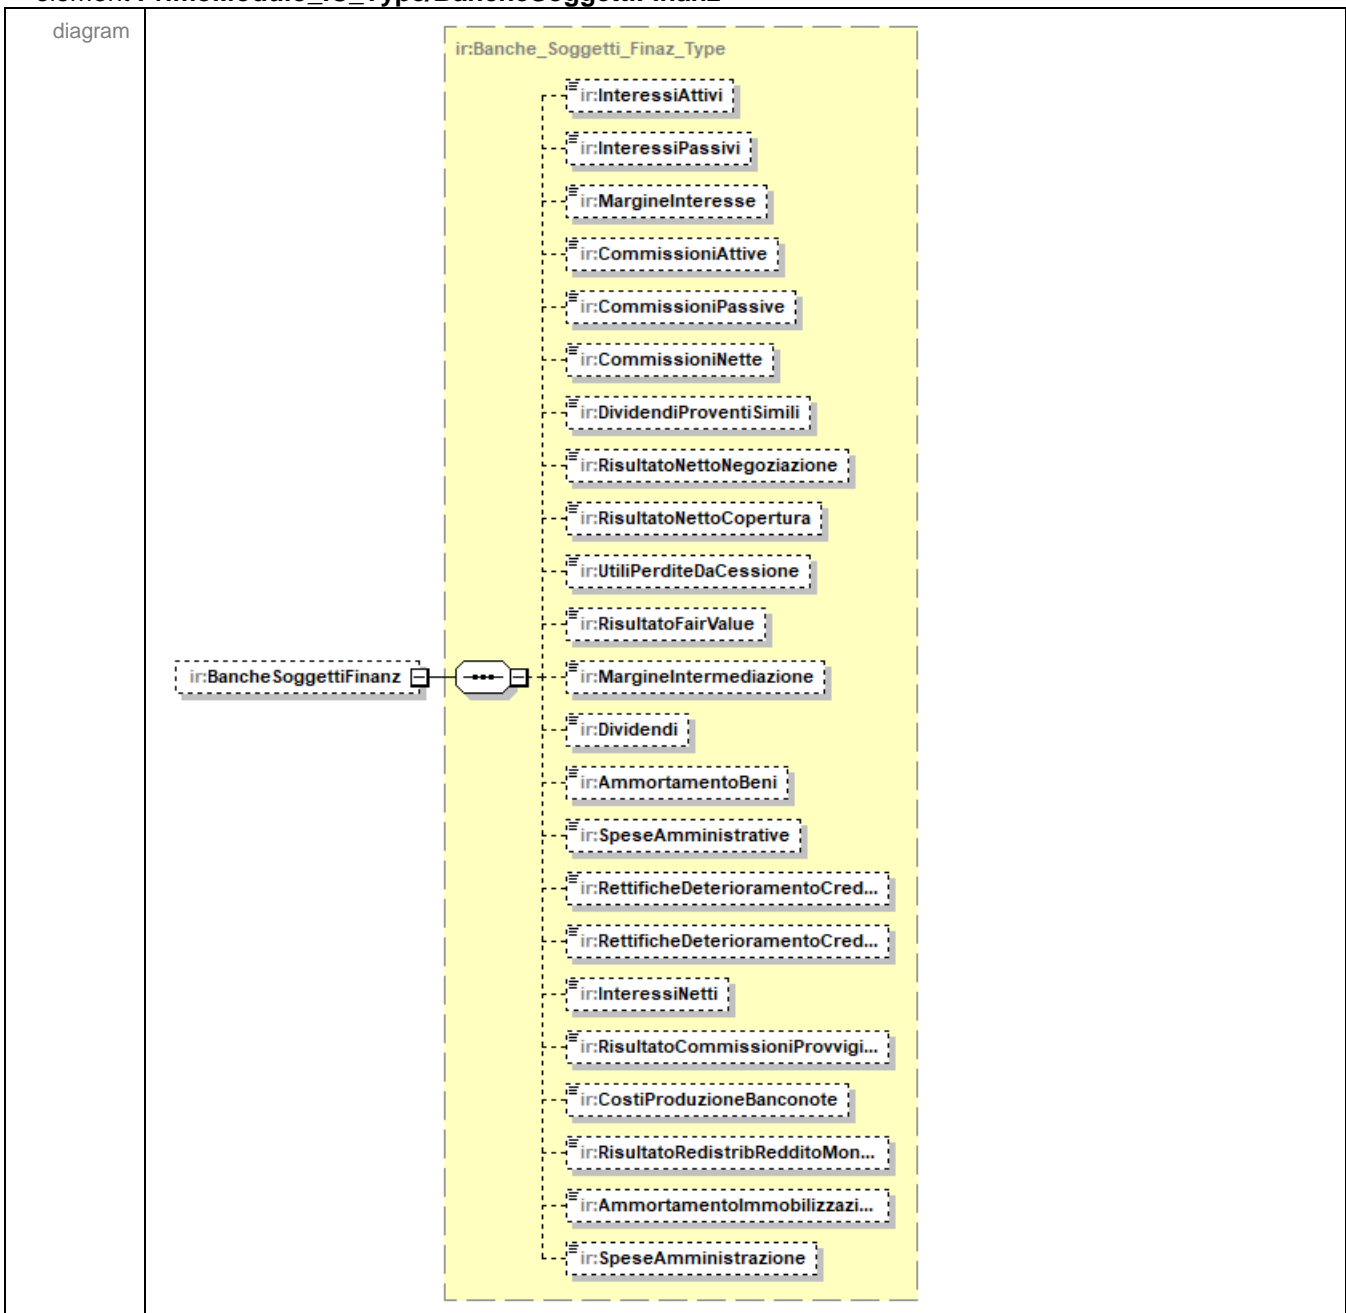 diagram
ir:Banche_Soggetti_Finaz_Type
ir:InteressiAttivi
ir:InteressiPassivi
ir:MargineInteresse
ir:CommissioniAttive
ir:CommissioniPassive
ir:CommissioniNette
ir:DividendiProventiSimili
ir:RisultatoNettoNegoziazione
ir:RisultatoNettoCopertura
ir:UtiliPerditeDaCessione
ir:RisultatoFairValue
ir:BancheSoggettiFinanz
ir:MargineIntermediazione
ir:Dividendi
ir:AmmortamentoBeni
ir:SpeseAmministrative
ir:RettificheDeterioramentoCred...
ir:RettificheDeterioramentoCred...
ir:InteressiNetti
ir:RisultatoCommissioniProvvigi...
ir:CostiProduzioneBanconote
ir:RisultatoRedistribRedditoMon...
ir:AmmortamentoImmobilizzazi...
ir:SpeseAmministrazione